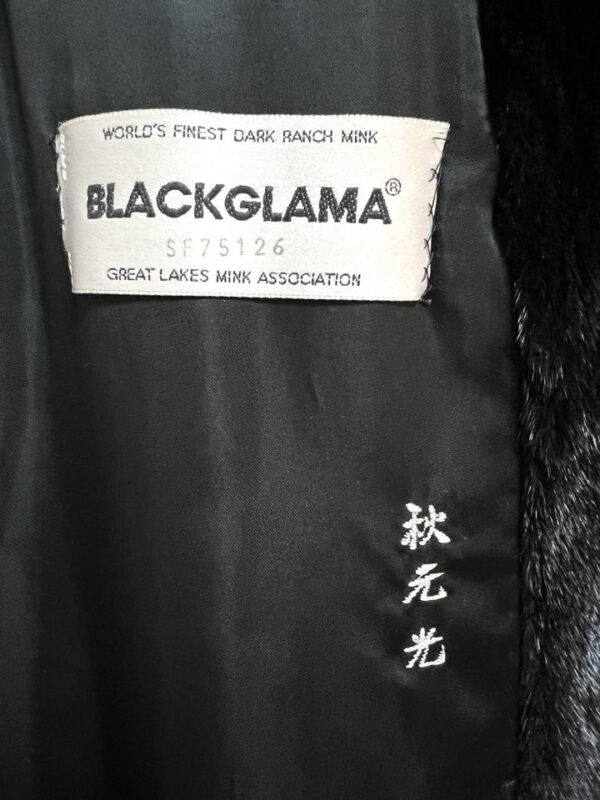 WORLD'S FINEST DARK RANCH MINK
BLACKGLAMA®
SF75126
GREAT LAKES MINK ASSOCIATION
秋元光